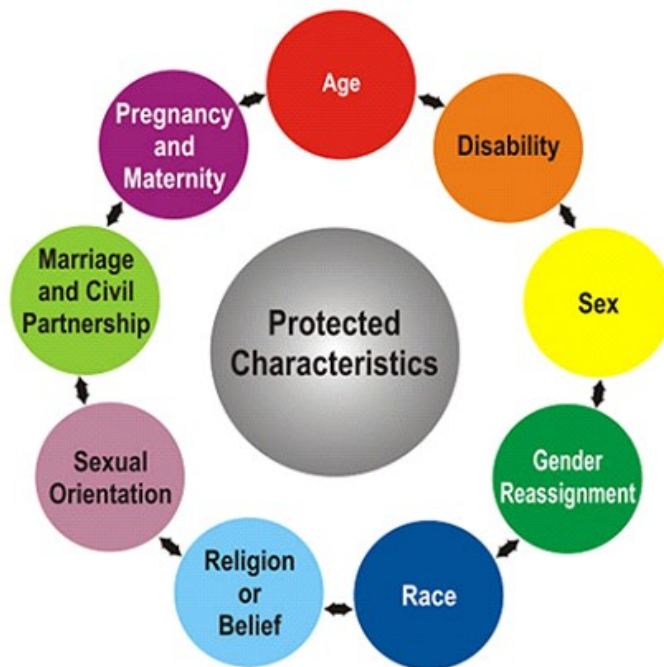 Age
Disability
Sex
Gender
Reassignment
Race
Religion
or
Belief
Sexual
Orientation
Marriage
and Civil
Partnership
Pregnancy
and
Maternity
Protected
Characteristics